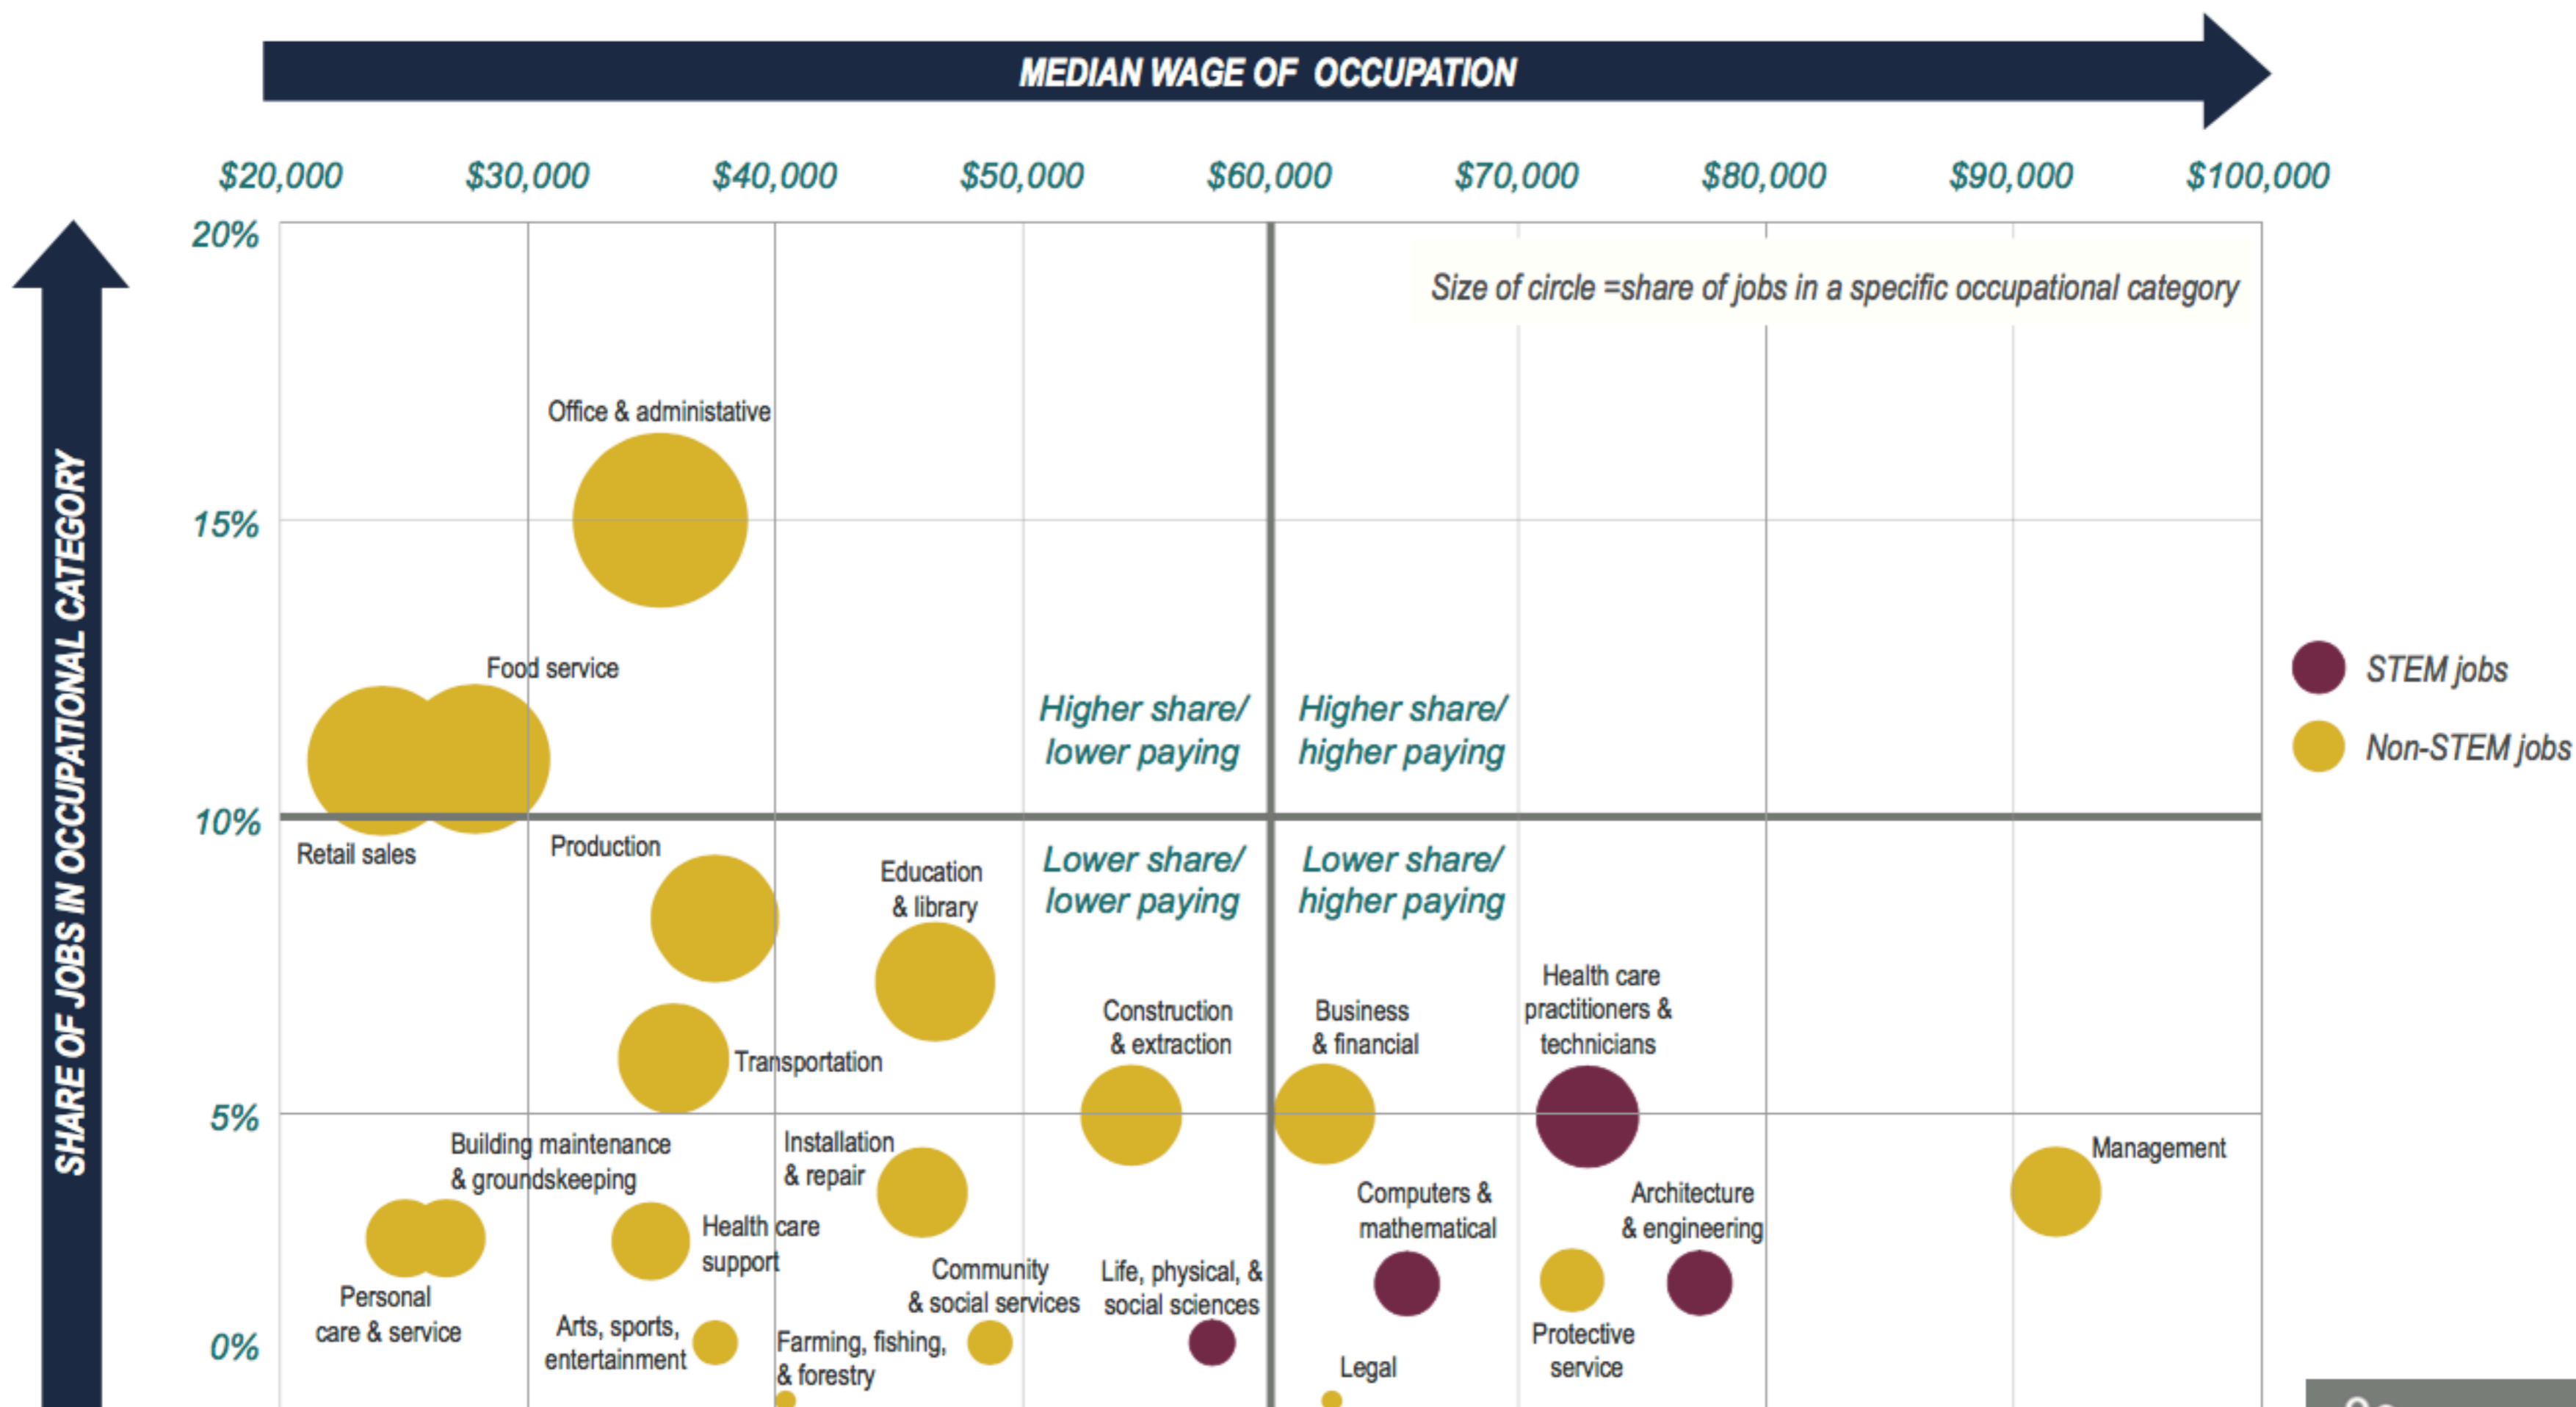 MEDIAN WAGE OF OCCUPATION
$20,000 $30,000 $40,000 $50,000 $60,000 $70,000 $80,000 $90,000 $100,000
SHARE OF JOBS IN OCCUPATIONAL CATEGORY
20%
Size of circle =share of jobs in a specific occupational category
Office & administative
15%
Food service
STEM jobs
Non-STEM jobs
Higher share/
lower paying
Higher share/
higher paying
10%
Retail sales
Production
Education
& library
Lower share/
lower paying
Lower share/
higher paying
Transportation
Construction
& extraction
Business
& financial
Health care
practitioners &
technicians
5%
Building maintenance
& groundskeeping
Installation
& repair
Management
Health care
support
Computers &
mathematical
Architecture
& engineering
Personal
care & service
Community
& social services
Life, physical, &
social sciences
0%
Arts, sports,
entertainment
Farming, fishing,
& forestry
Protective
service
Legal